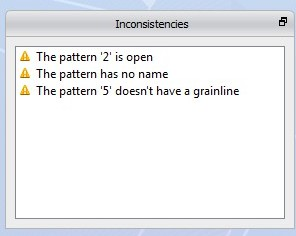 Inconsistencies
The pattern '2' is open
The pattern has no name
The pattern '5' doesn't have a grainline